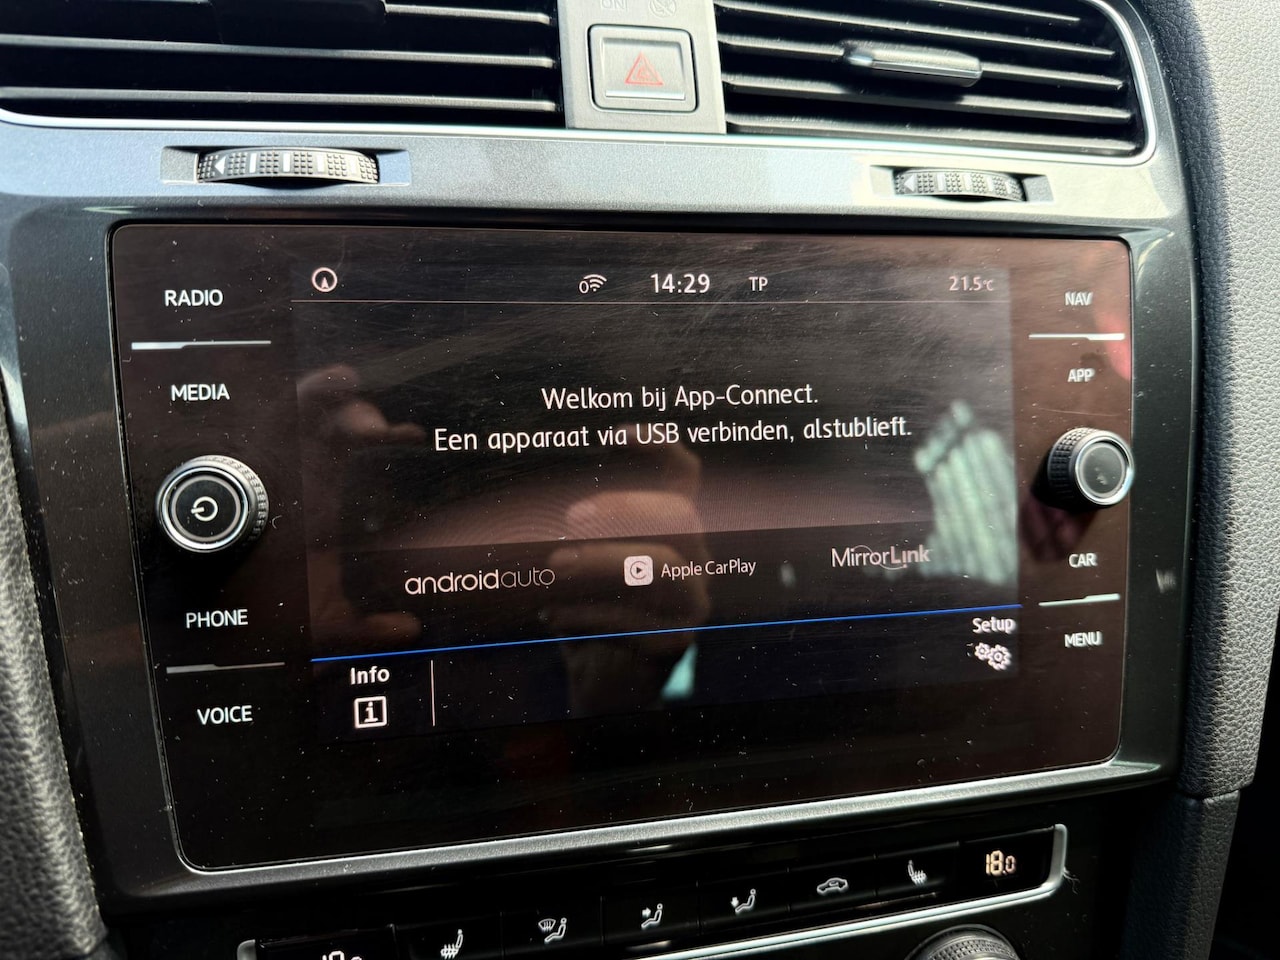 RADIO
MEDIA
PHONE
VOICE
0
14:29
TP
21.5°C
Welkom bij App-Connect.
Een apparaat via USB verbinden, alstublieft.
androidauto
Apple CarPlay
MirrorLink
Setup
Info
i
NAV
APP
CAR
MENU
18.0